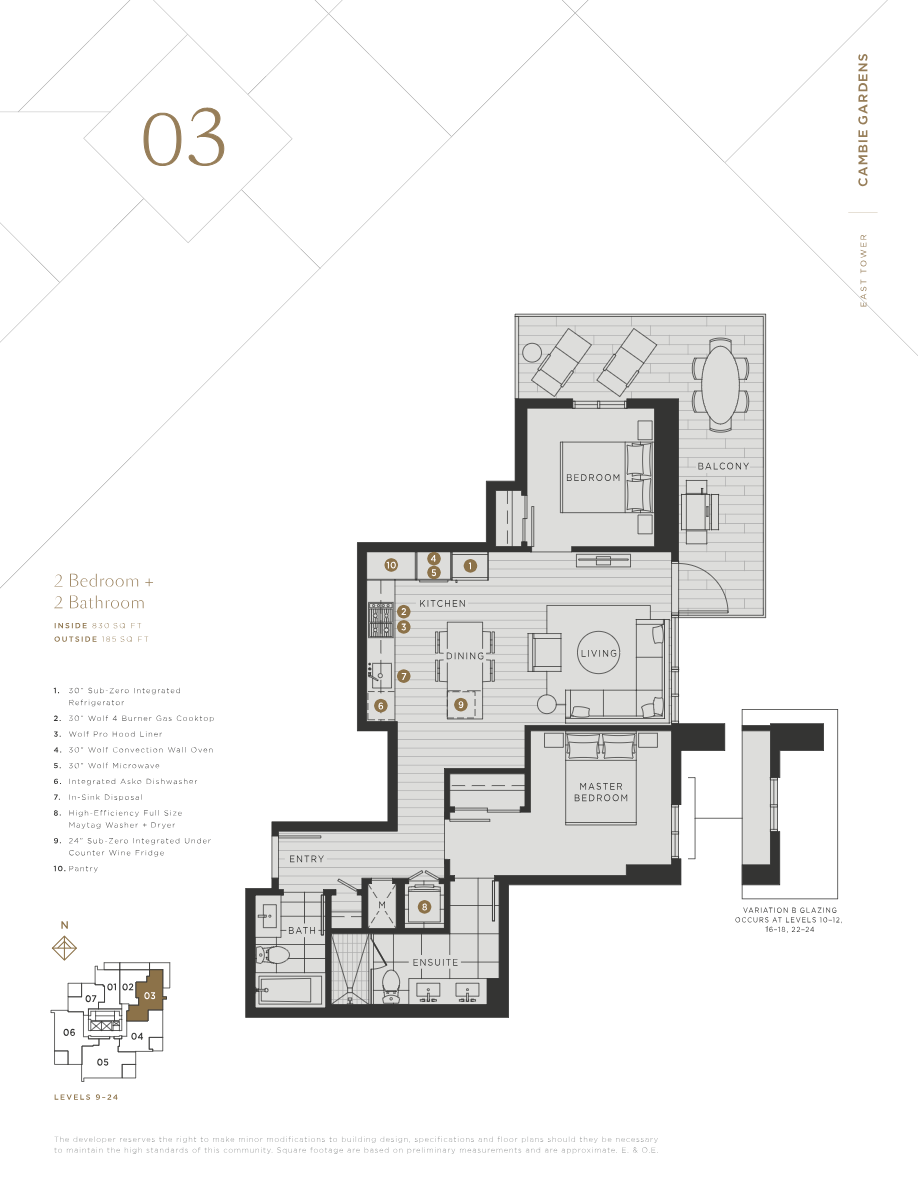 03
CAMBIE GARDENS
EAST TOWER
BALCONY
BEDROOM
10
4
5
1
KITCHEN
2
3
DINING
LIVING
7
6
9
MASTER
BEDROOM
ENTRY
M
8
BATH
ENSUITE
VARIATION B GLAZING
OCCURS AT LEVELS 10–12,
16–18, 22–24
2 Bedroom +
2 Bathroom
INSIDE 830 SQ FT
OUTSIDE 185 SQ FT
1. 30" Sub-Zero Integrated
Refrigerator
2. 30" Wolf 4 Burner Gas Cooktop
3. Wolf Pro Hood Liner
4. 30" Wolf Convection Wall Oven
5. 30" Wolf Microwave
6. Integrated Asko Dishwasher
7. In-Sink Disposal
8. High-Efficiency Full Size
Maytag Washer + Dryer
9. 24" Sub-Zero Integrated Under
Counter Wine Fridge
10. Pantry
N
01
02
03
07
06
04
05
LEVELS 9–24
The developer reserves the right to make minor modifications to building design, specifications and floor plans should they be necessary
to maintain the high standards of this community. Square footage are based on preliminary measurements and are approximate. E. & O.E.